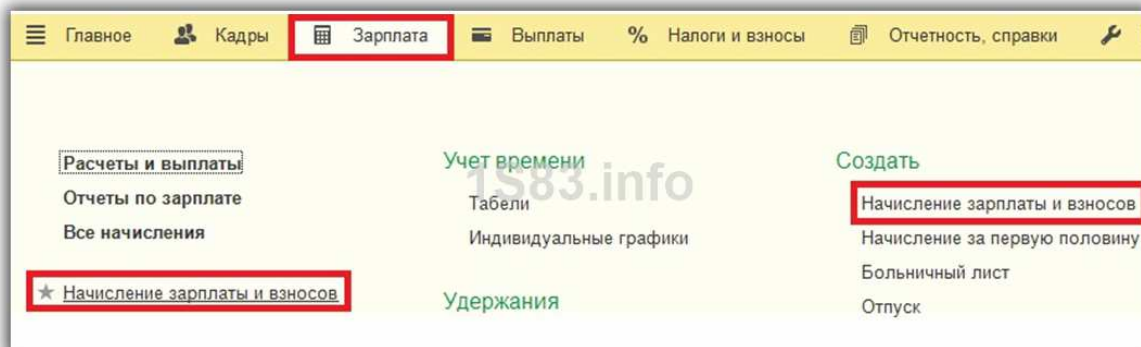 Главное Кадры Зарплата Выплаты % Налоги и взносы Отчетность, справки
Расчеты и выплаты
Отчеты по зарплате
Все начисления
Начисление зарплаты и взносов
Учет времени
Табели
Индивидуальные графики
Удержания
Создать
Начисление зарплаты и взносов
Начисление за первую половину
Больничный лист
Отпуск
1S83.info